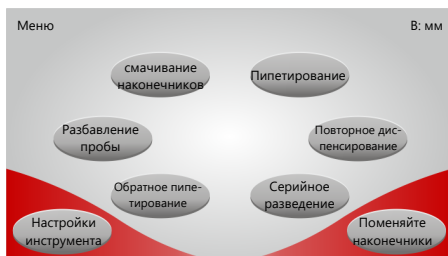 Меню
В: мм
смачивание
наконечников
Пипетирование
Разбавление
пробы
Повторное дис-
пенсирование
Обратное пипе-
тирование
Серийное
разведение
Настройки
инструмента
Поменяйте
наконечники